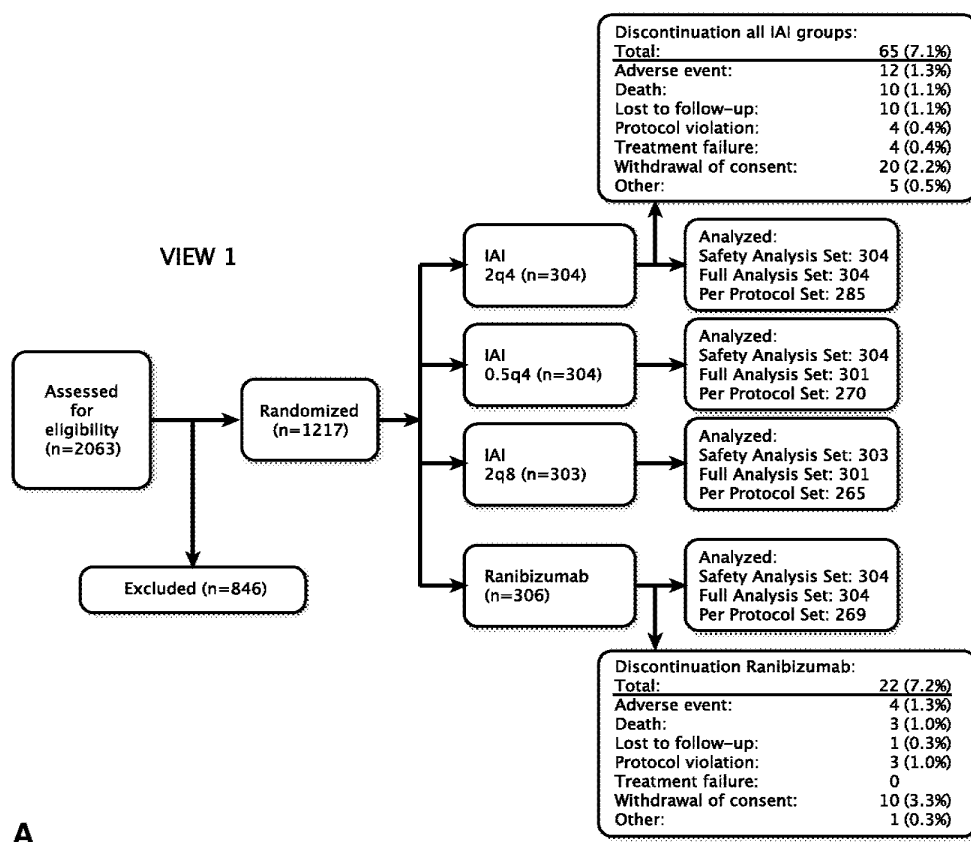 Discontinuation all IAI groups:
Total: 65 (7.1%)
Adverse event: 12 (1.3%)
Death: 10 (1.1%)
Lost to follow-up: 10 (1.1%)
Protocol violation: 4 (0.4%)
Treatment failure: 4 (0.4%)
Withdrawal of consent: 20 (2.2%)
Other: 5 (0.5%)
VIEW 1
IAI
2q4 (n=304)
Analyzed:
Safety Analysis Set: 304
Full Analysis Set: 304
Per Protocol Set: 285
IAI
0.5q4 (n=304)
Analyzed:
Safety Analysis Set: 304
Full Analysis Set: 301
Per Protocol Set: 270
Assessed
for
eligibility
(n=2063)
Randomized
(n=1217)
IAI
2q8 (n=303)
Analyzed:
Safety Analysis Set: 303
Full Analysis Set: 301
Per Protocol Set: 265
Excluded (n=846)
Ranibizumab
(n=306)
Analyzed:
Safety Analysis Set: 304
Full Analysis Set: 304
Per Protocol Set: 269
Discontinuation Ranibizumab:
Total: 22 (7.2%)
Adverse event: 4 (1.3%)
Death: 3 (1.0%)
Lost to follow-up: 1 (0.3%)
Protocol violation: 3 (1.0%)
Treatment failure: 0
Withdrawal of consent: 10 (3.3%)
Other: 1 (0.3%)
A